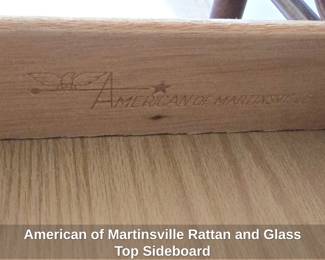 AMERICAN OF MARTINSVILLE
American of Martinsville Rattan and Glass
Top Sideboard